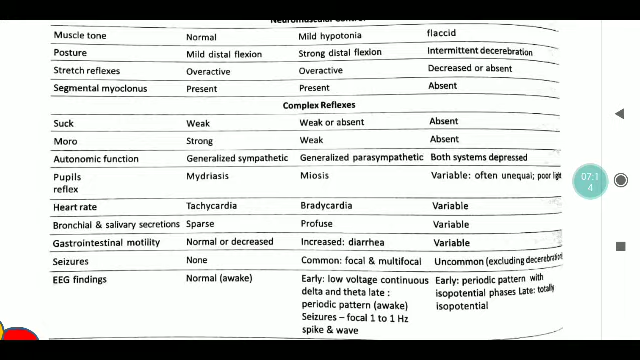 Neuromuscular Control
Muscle tone Normal Mild hypotonia flaccid
Posture Mild distal flexion Strong distal flexion Intermittent decerebration
Stretch reflexes Overactive Overactive Decreased or absent
Segmental myoclonus Present Present Absent
Complex Reflexes
Suck Weak Weak or absent Absent
Moro Strong Weak Absent
Autonomic function Generalized sympathetic Generalized parasympathetic Both systems depressed
Pupils Mydriasis Miosis Variable: often unequal; poor light
reflex
Heart rate Tachycardia Bradycardia Variable
Bronchial & salivary secretions Sparse Profuse Variable
Gastrointestinal motility Normal or decreased Increased: diarrhea Variable
Seizures None Common: focal & multifocal Uncommon (excluding decerebration
EEG findings Normal (awake) Early: low voltage continuous Early: periodic pattern with
delta and theta late : isopotential phases Late: totally
periodic pattern (awake) isopotential
Seizures – focal 1 to 1 Hz
spike & wave
07:1
4